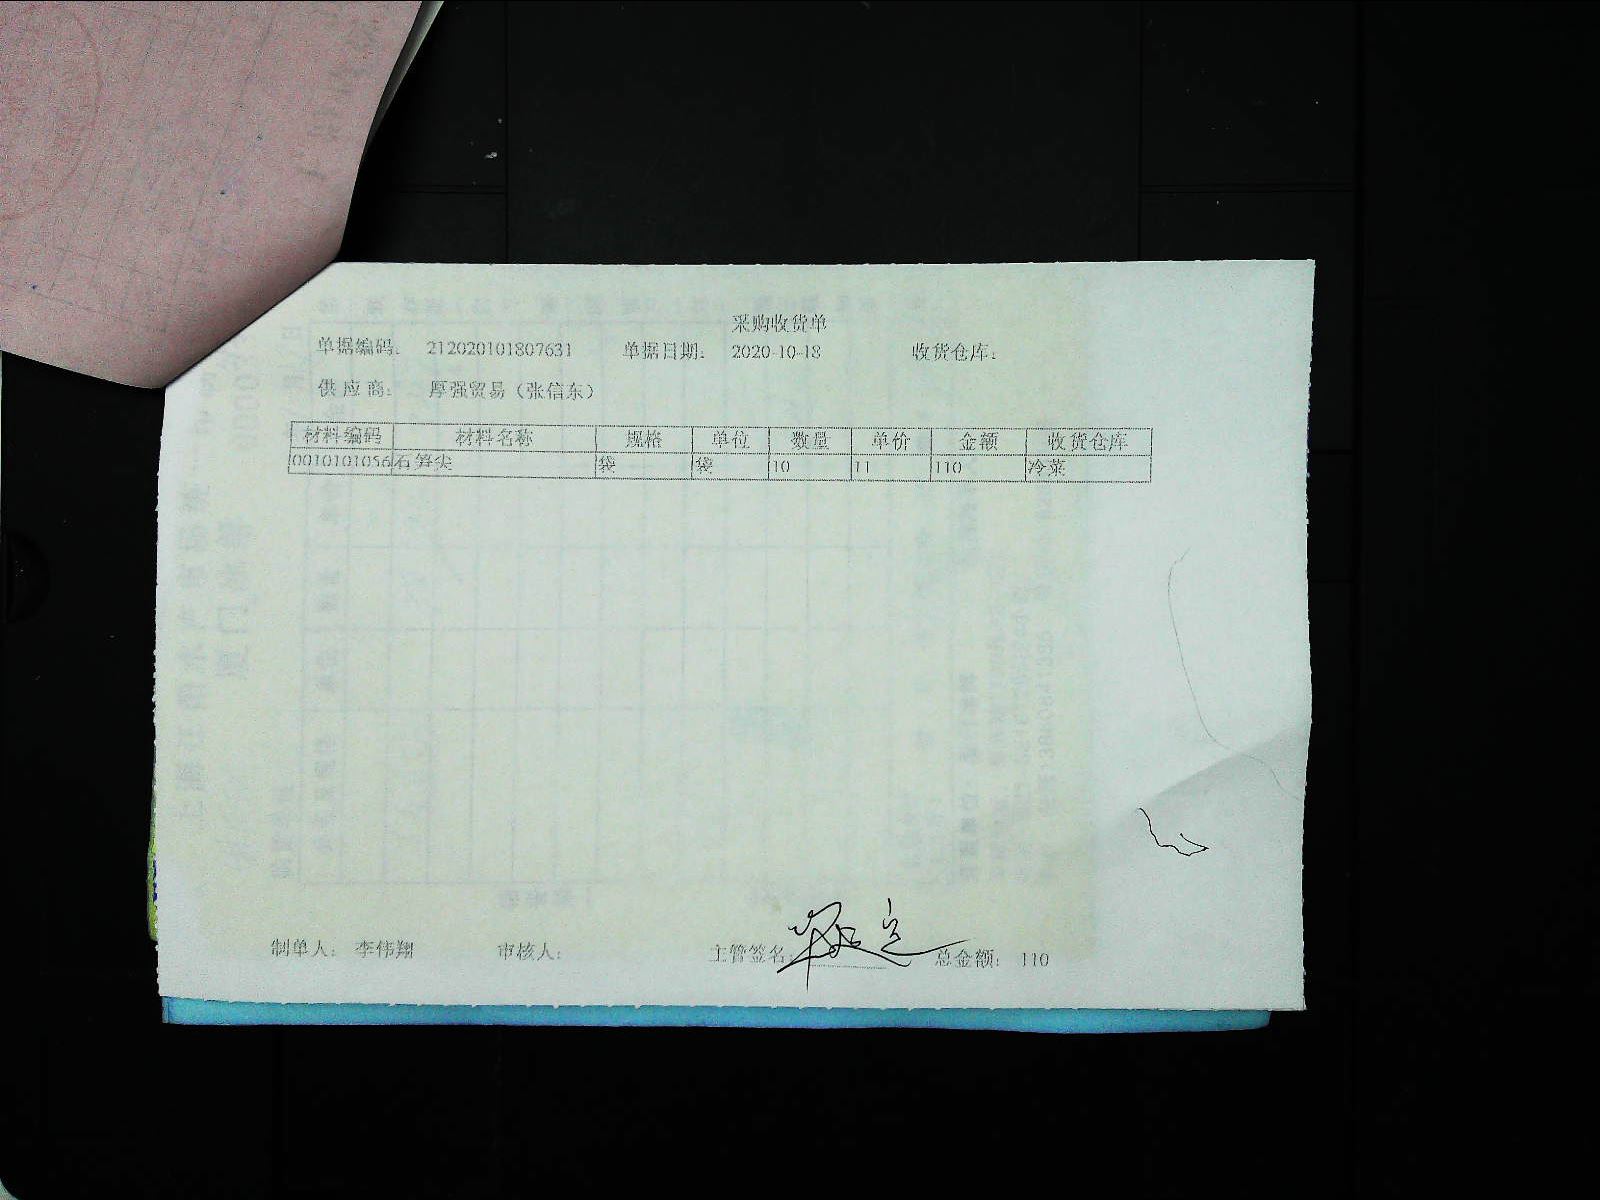 采购收货单
单据编码： 212020101807631 单据日期： 2020-10-18 收货仓库：
供应商： 厚强贸易（张信东）
材料编码 材料名称 规格 单位 数量 单价 金额 收货仓库
0010101056 石笋尖 袋 袋 10 11 110 冷菜
制单人： 李伟翔 审核人： 主管签名： 总金额： 110